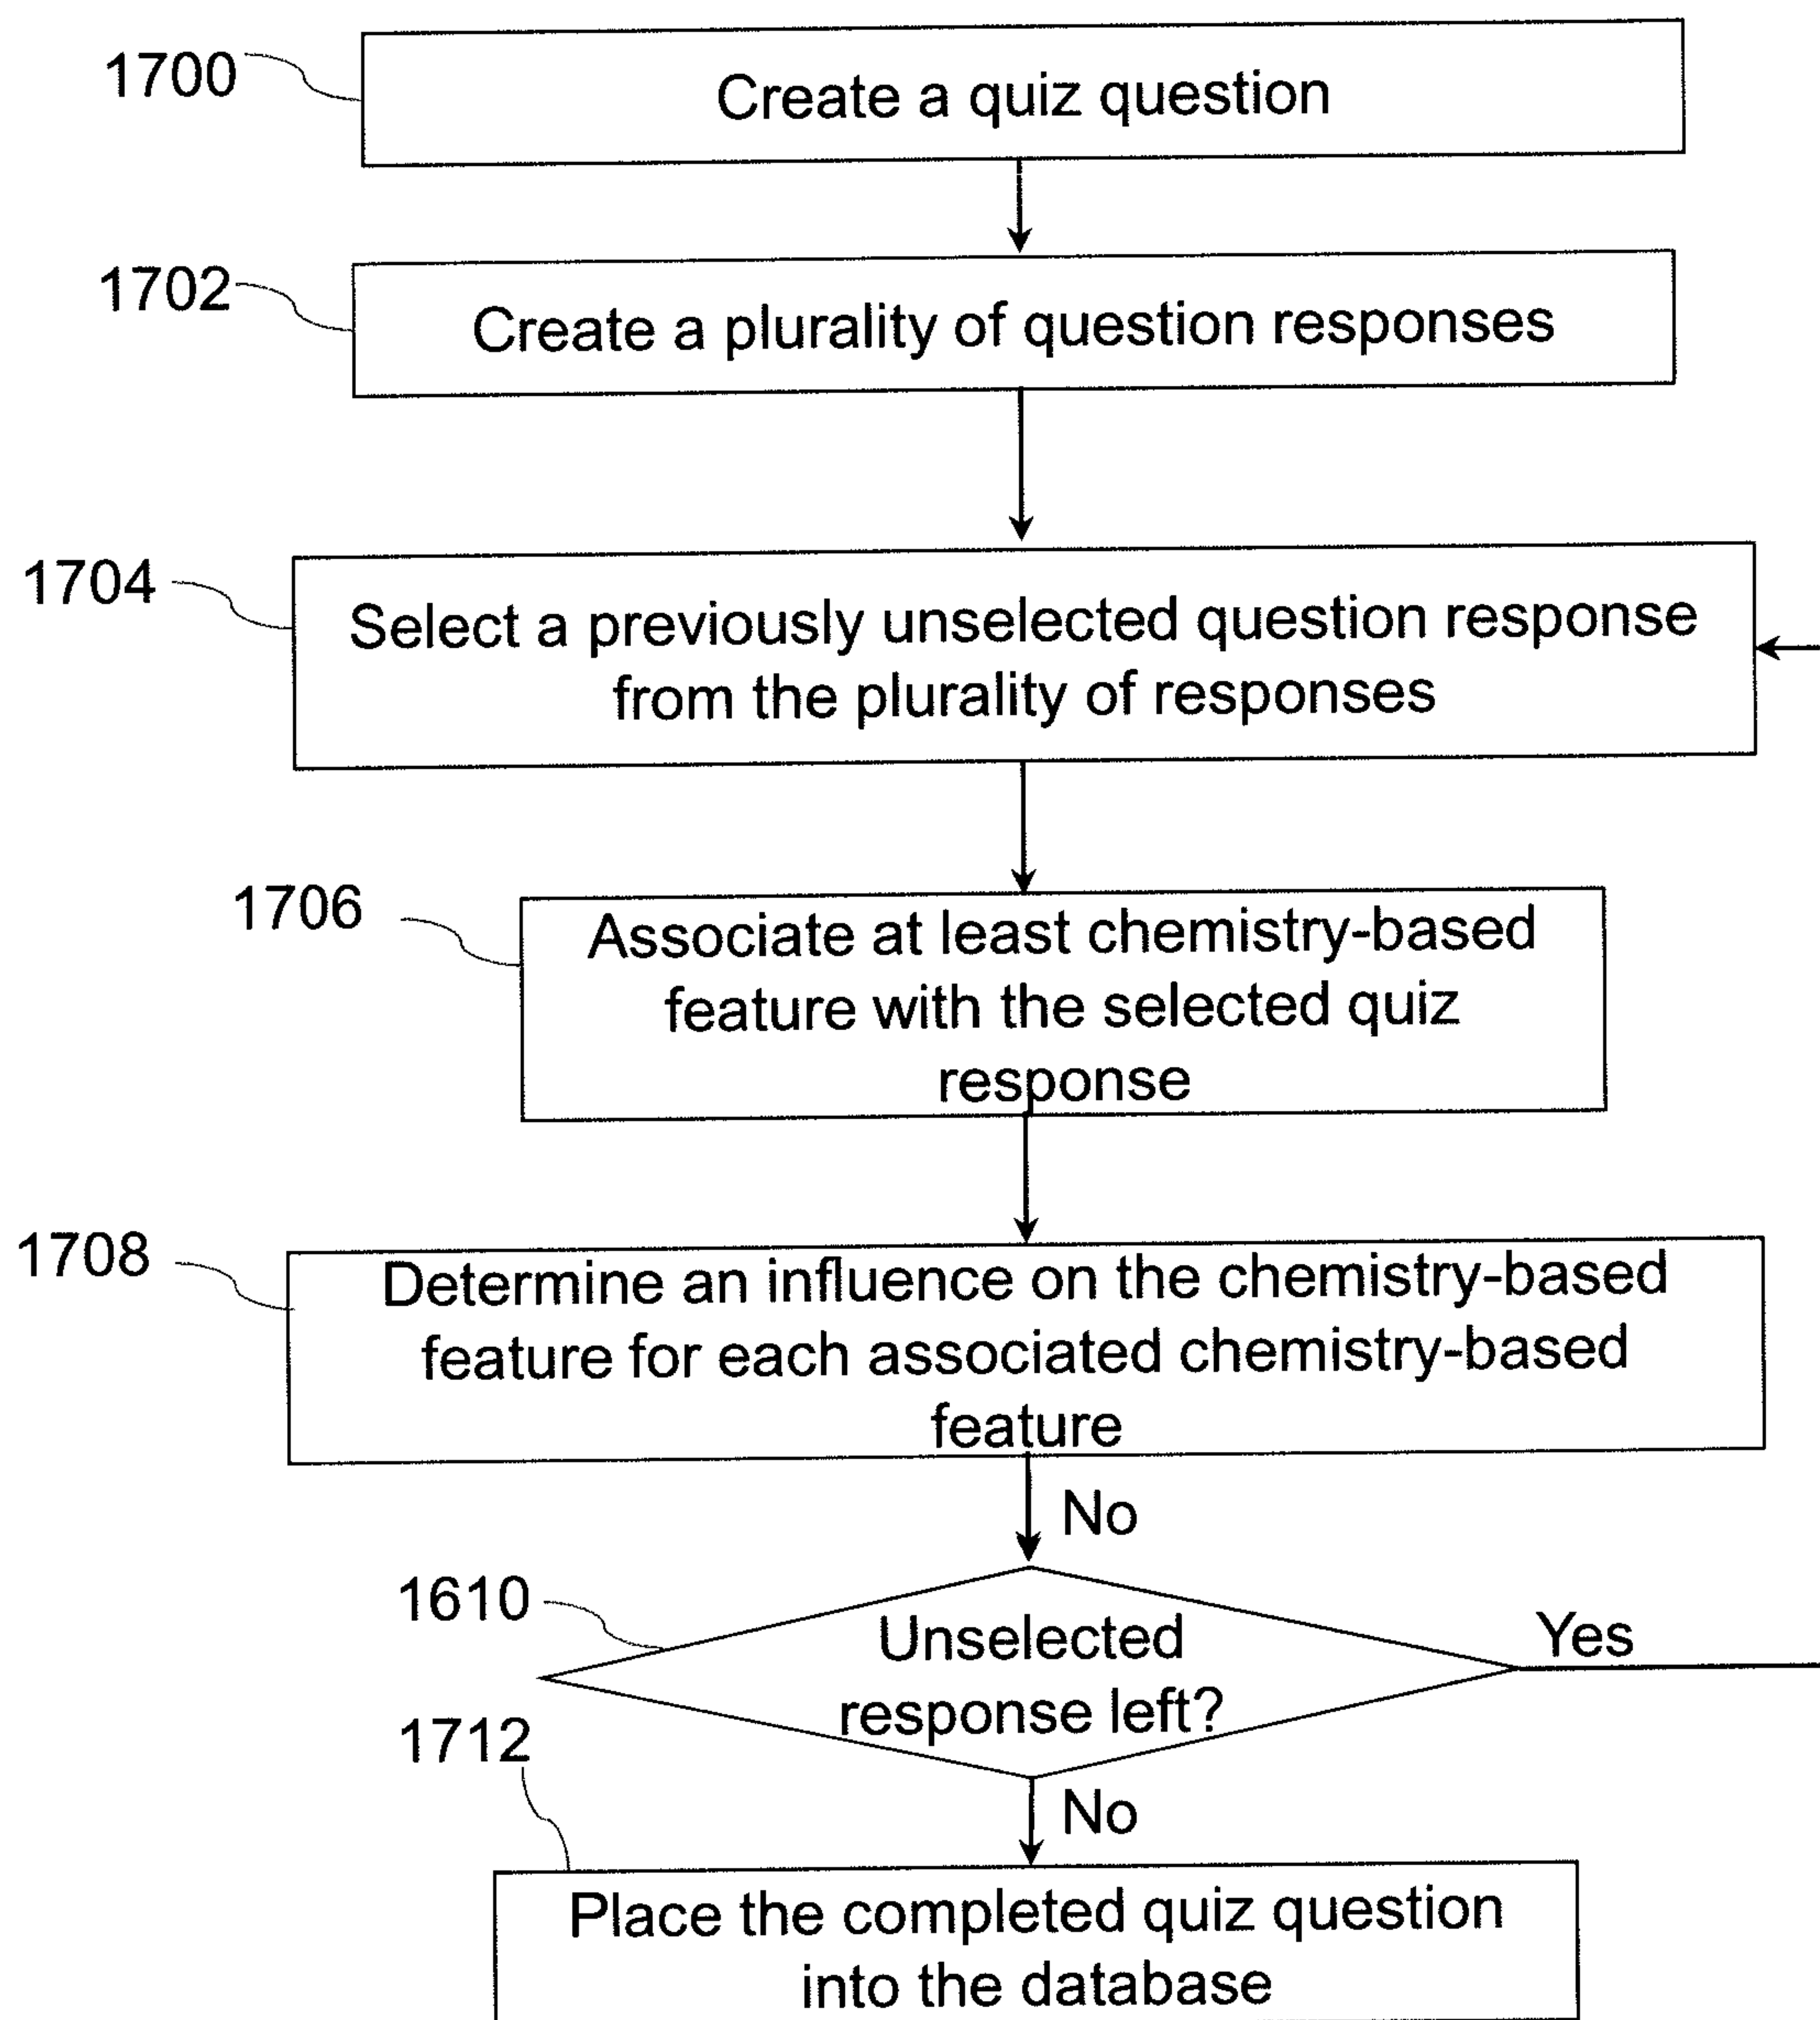 1700
Create a quiz question
1702
Create a plurality of question responses
1704
Select a previously unselected question response
from the plurality of responses
1706
Associate at least chemistry-based
feature with the selected quiz
response
1708
Determine an influence on the chemistry-based
feature for each associated chemistry-based
feature
No
1610
Unselected
response left?
Yes
1712
No
Place the completed quiz question
into the database